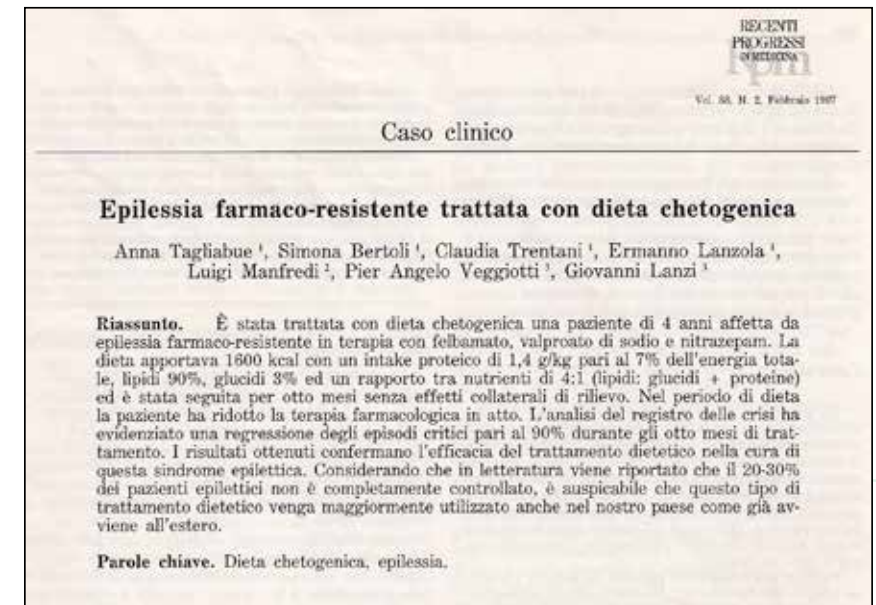 RECENTI
PROGRESSI
IN MEDICINA
rpm
Vol. 88, N. 2, Febbraio 1997
Caso clinico
Epilessia farmaco-resistente trattata con dieta chetogenica
Anna Tagliabue ¹, Simona Bertoli ¹, Claudia Trentani ¹, Ermanno Lanzola ¹,
Luigi Manfredi ², Pier Angelo Veggiotti ³, Giovanni Lanzi ³
Riassunto. È stata trattata con dieta chetogenica una paziente di 4 anni affetta da
epilessia farmaco-resistente in terapia con felbamato, valproato di sodio e nitrazepam. La
dieta apportava 1600 kcal con un intake proteico di 1,4 g/kg pari al 7% dell'energia tota-
le, lipidi 90%, glucidi 3% ed un rapporto tra nutrienti di 4:1 (lipidi: glucidi + proteine)
ed è stata seguita per otto mesi senza effetti collaterali di rilievo. Nel periodo di dieta
la paziente ha ridotto la terapia farmacologica in atto. L'analisi del registro delle crisi ha
evidenziato una regressione degli episodi critici pari al 90% durante gli otto mesi di trat-
tamento. I risultati ottenuti confermano l'efficacia del trattamento dietetico nella cura di
questa sindrome epilettica. Considerando che in letteratura viene riportato che il 20-30%
dei pazienti epilettici non è completamente controllato, è auspicabile che questo tipo di
trattamento dietetico venga maggiormente utilizzato anche nel nostro paese come già av-
viene all'estero.
Parole chiave. Dieta chetogenica, epilessia.